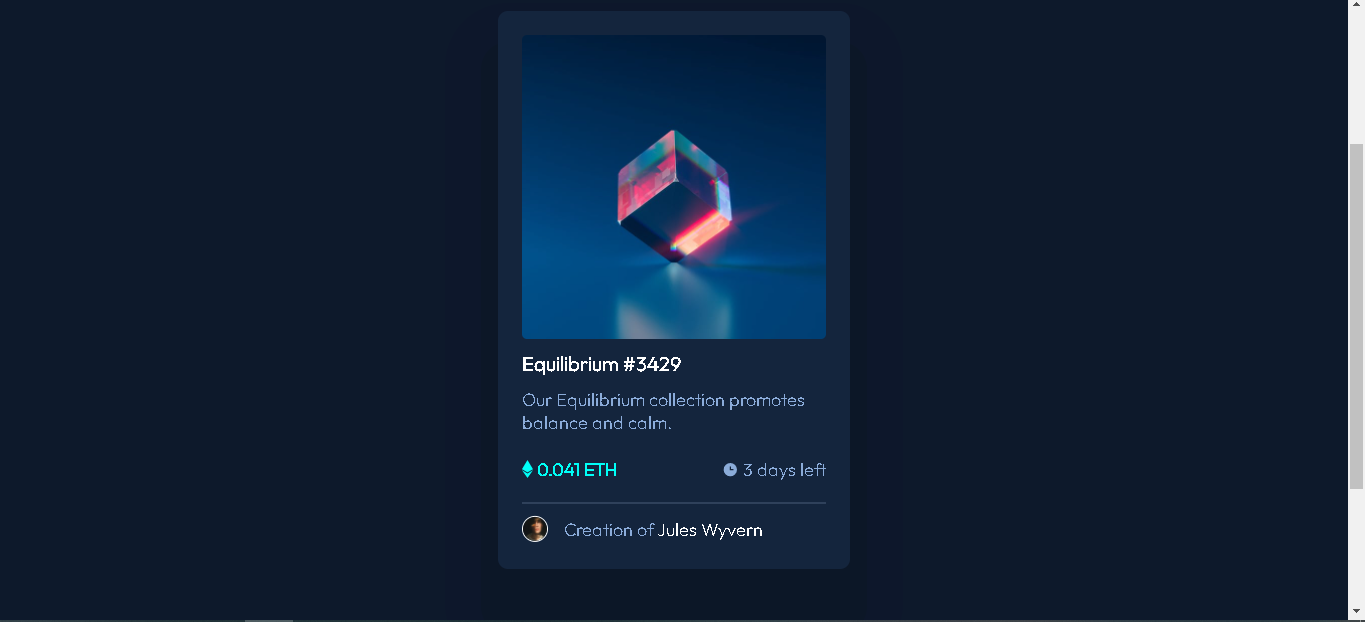 Equilibrium #3429
Our Equilibrium collection promotes
balance and calm.
0.041 ETH
3 days left
Creation of Jules Wyvern